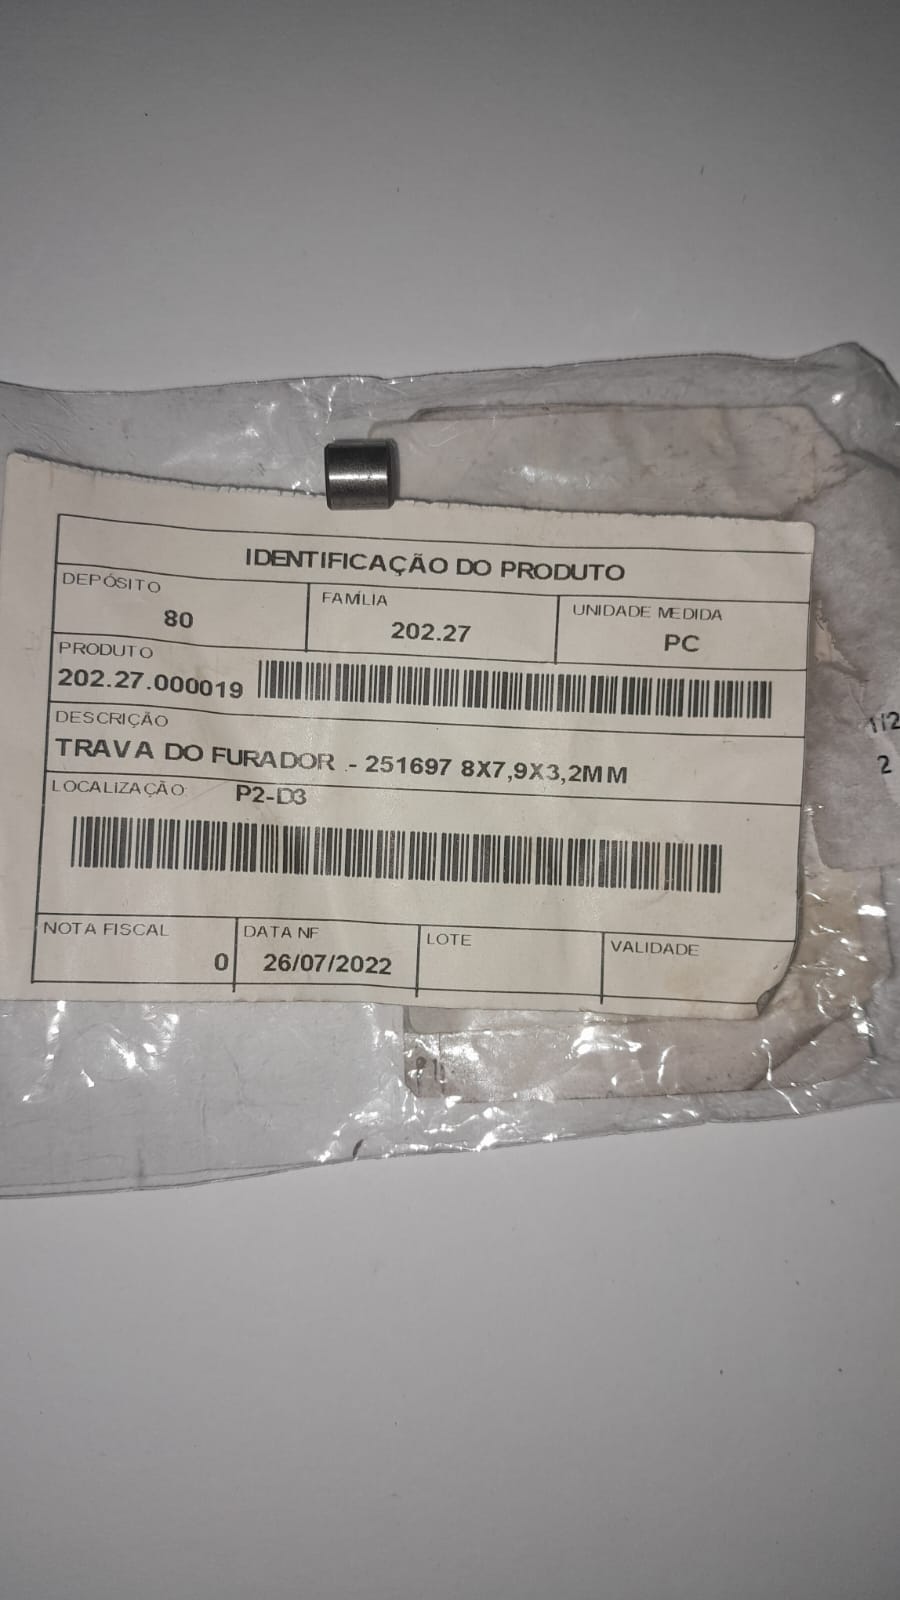 IDENTIFICAÇÃO DO PRODUTO
DEPÓSITO
80
FAMÍLIA
202.27
UNIDADE MEDIDA
PC
PRODUTO
202.27.000019
DESCRIÇÃO
TRAVA DO FURADOR - 251697 8X7,9X3,2MM
LOCALIZAÇÃO P2-D3
NOTA FISCAL
0
DATA NF
26/07/2022
LOTE
VALIDADE
2